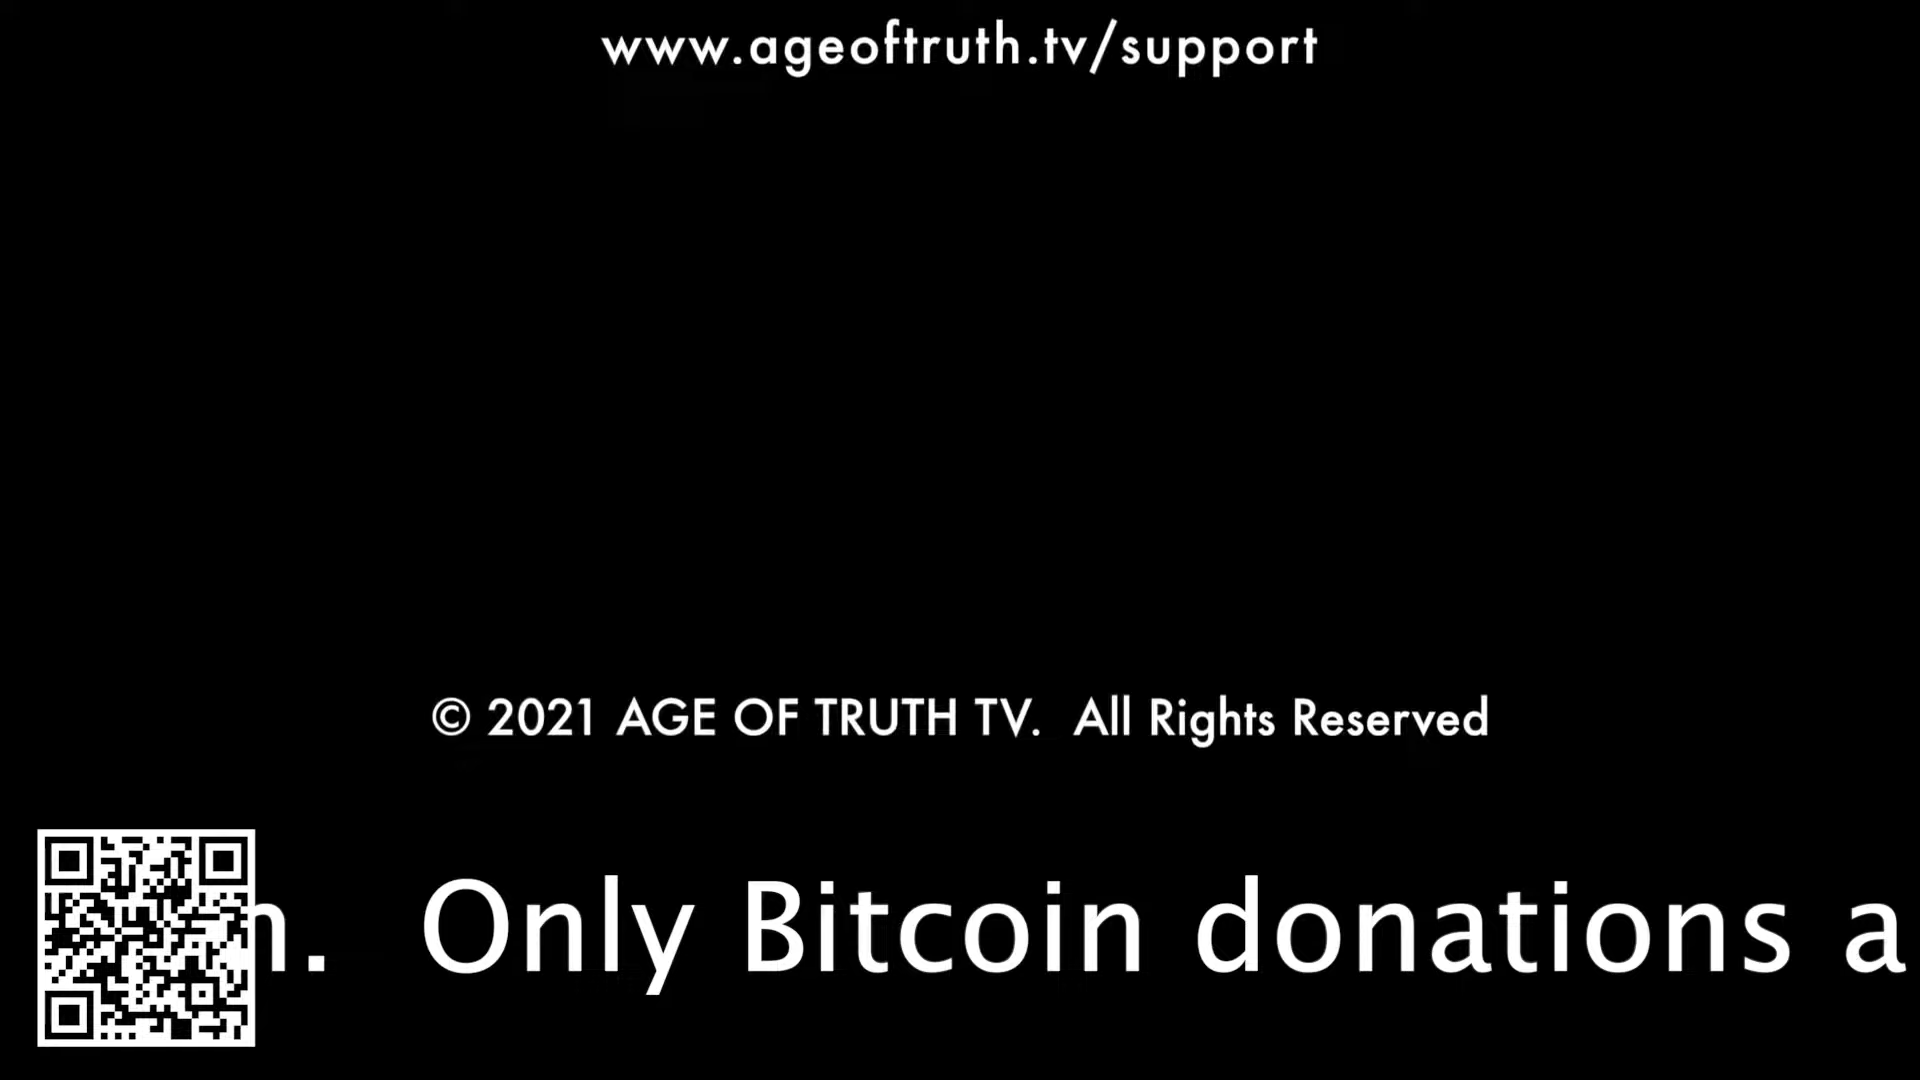 www.ageoftruth.tv/support
© 2021 AGE OF TRUTH TV. All Rights Reserved
n. Only Bitcoin donations a